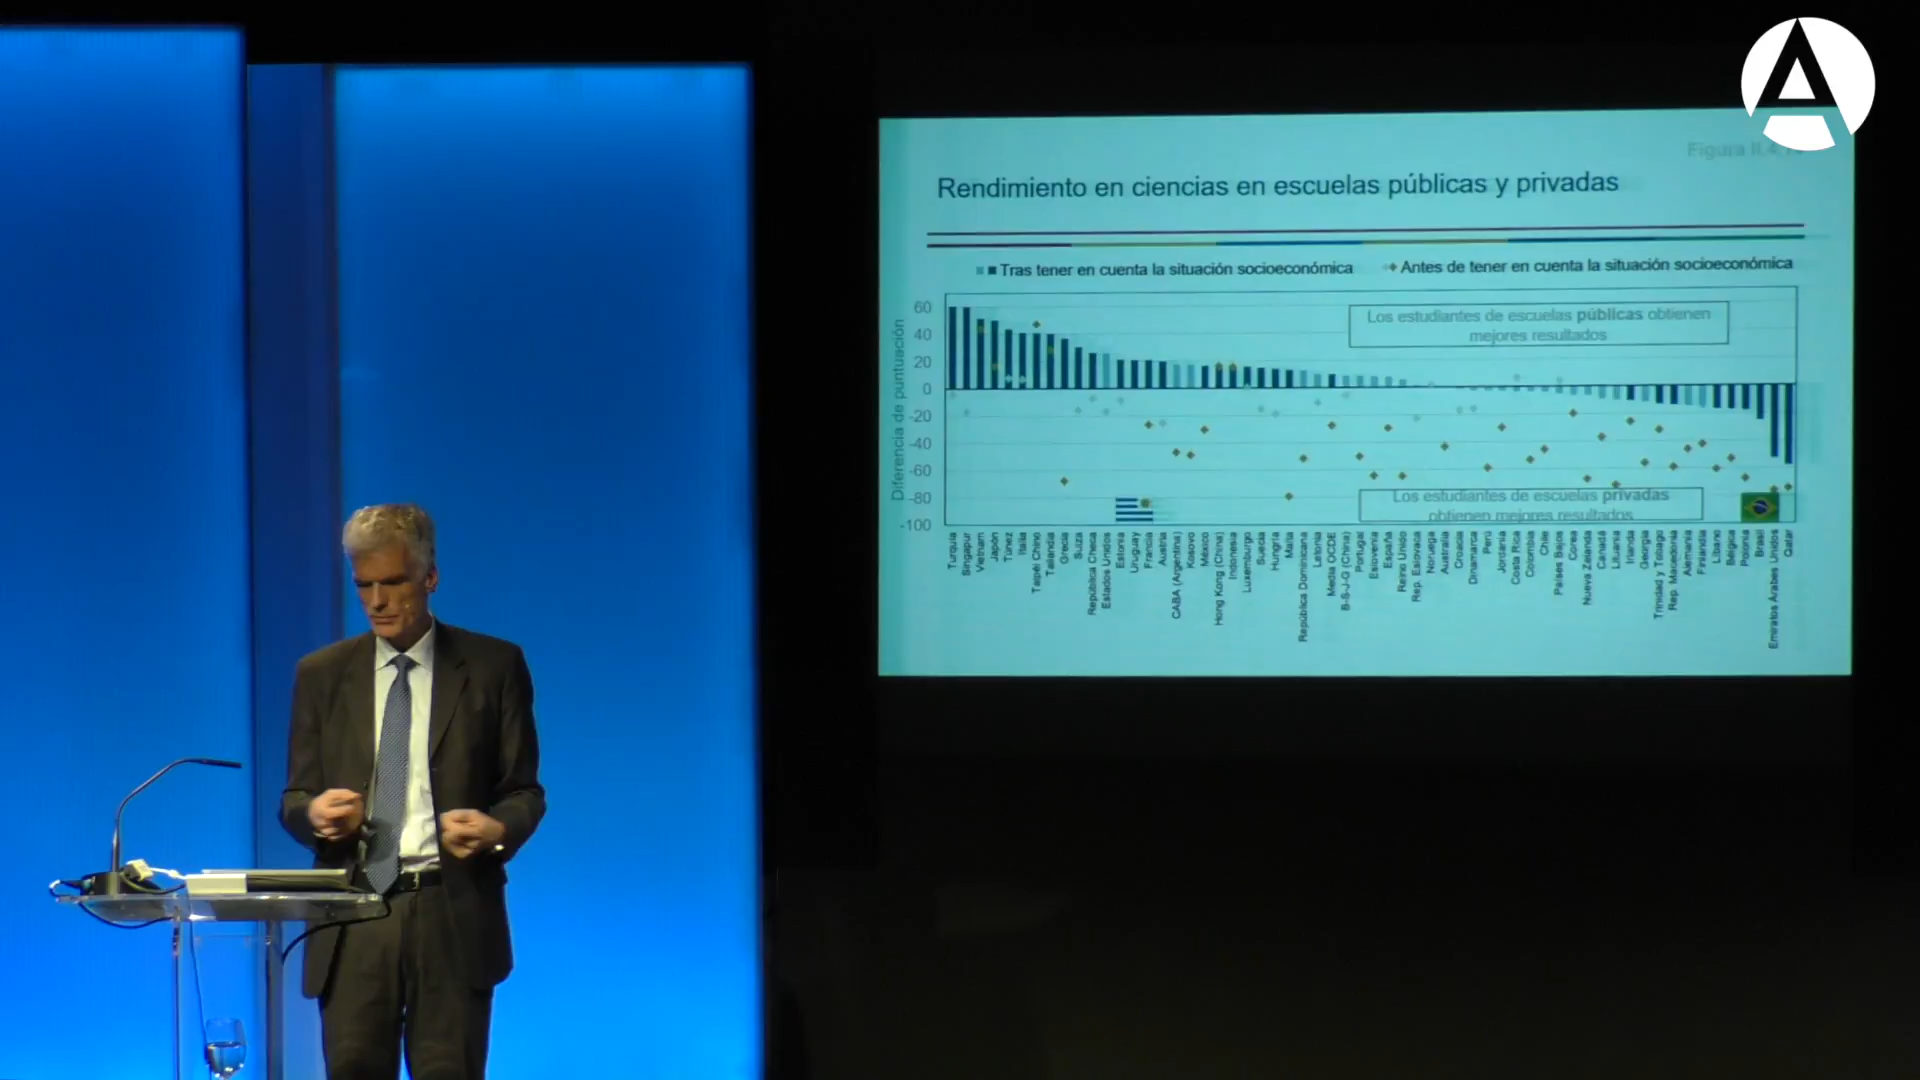 Figura II.4.
Rendimiento en ciencias en escuelas públicas y privadas
Tras tener en cuenta la situación socioeconómica
Antes de tener en cuenta la situación socioeconómica
Diferencia de puntuación
60
40
20
0
-20
-40
-60
-80
-100
Los estudiantes de escuelas públicas obtienen
mejores resultados
Los estudiantes de escuelas privadas
obtienen mejores resultados
Turquía
Singapur
Vietnam
Japón
Túnez
Italia
Taipéi Chino
Tailandia
Grecia
Suiza
República Checa
Estados Unidos
Estonia
Uruguay
Francia
Austria
CABA (Argentina)
Kosovo
México
Hong Kong (China)
Indonesia
Luxemburgo
Suecia
Hungría
Malta
República Dominicana
Letonia
Media OCDE
B-S-J-G (China)
Portugal
Eslovenia
España
Reino Unido
Rep. Eslovaca
Noruega
Australia
Croacia
Dinamarca
Perú
Jordania
Costa Rica
Colombia
Chile
Países Bajos
Corea
Nueva Zelanda
Canadá
Lituania
Irlanda
Georgia
Trinidad y Tobago
Rep. Macedonia
Alemania
Finlandia
Líbano
Bélgica
Polonia
Brasil
Emiratos Árabes Unidos
Qatar